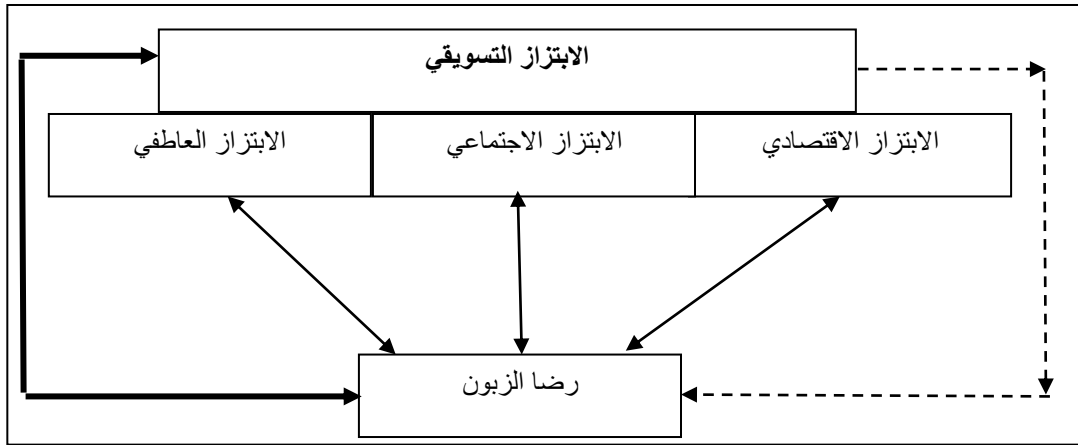 الابتزاز التسويقي
الابتزاز الاقتصادي
الابتزاز الاجتماعي
الابتزاز العاطفي
رضا الزبون